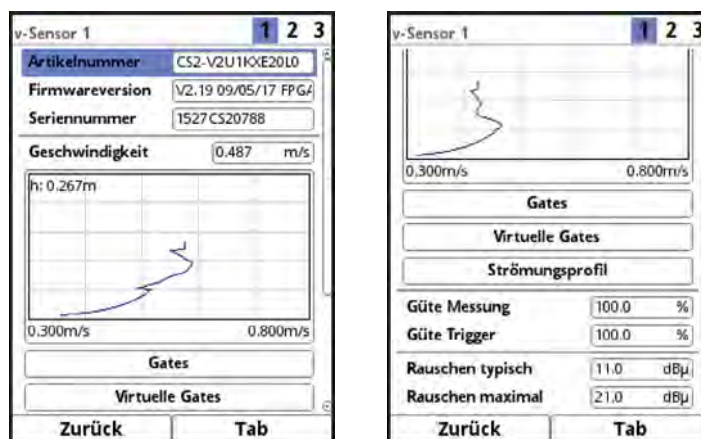 v-Sensor 1 1 2 3
Artikelnummer CS2-V2U1KXE20L0
Firmwareversion V2.19 09/05/17 FPGA
Seriennummer 1527CS20788
Geschwindigkeit 0.487 m/s
h: 0.267m
0.300m/s 0.800m/s
Gates
Virtuelle Gates
Zurück Tab
v-Sensor 1 1 2 3
0.300m/s 0.800m/s
Gates
Virtuelle Gates
Strömungsprofil
Güte Messung 100.0 %
Güte Trigger 100.0 %
Rauschen typisch 11.0 dBµ
Rauschen maximal 21.0 dBµ
Zurück Tab